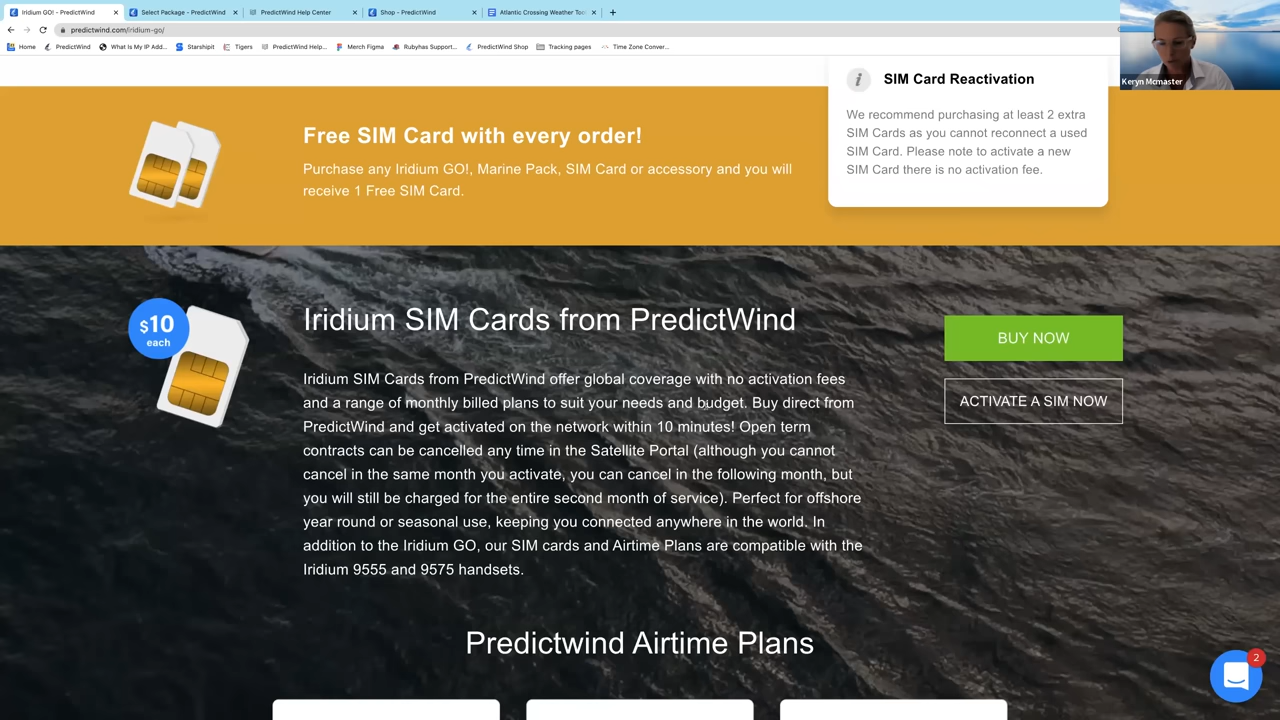 Iridium GO! - PredictWind
Select Package - PredictWind
PredictWind Help Center
Shop - PredictWind
Atlantic Crossing Weather Too
predictwind.com/iridium-go/
Home
PredictWind
What Is My IP Add...
Starshipit
Tigers
PredictWind Help...
Merch Figma
Rubyhas Support...
PredictWind Shop
Tracking pages
Time Zone Conver...
Keryn Mcmaster
SIM Card Reactivation
We recommend purchasing at least 2 extra
SIM Cards as you cannot reconnect a used
SIM Card. Please note to activate a new
SIM Card there is no activation fee.
Free SIM Card with every order!
Purchase any Iridium GO!, Marine Pack, SIM Card or accessory and you will
receive 1 Free SIM Card.
$10
each
Iridium SIM Cards from PredictWind
Iridium SIM Cards from PredictWind offer global coverage with no activation fees
and a range of monthly billed plans to suit your needs and budget. Buy direct from
PredictWind and get activated on the network within 10 minutes! Open term
contracts can be cancelled any time in the Satellite Portal (although you cannot
cancel in the same month you activate, you can cancel in the following month, but
you will still be charged for the entire second month of service). Perfect for offshore
year round or seasonal use, keeping you connected anywhere in the world. In
addition to the Iridium GO, our SIM cards and Airtime Plans are compatible with the
Iridium 9555 and 9575 handsets.
BUY NOW
ACTIVATE A SIM NOW
Predictwind Airtime Plans
2